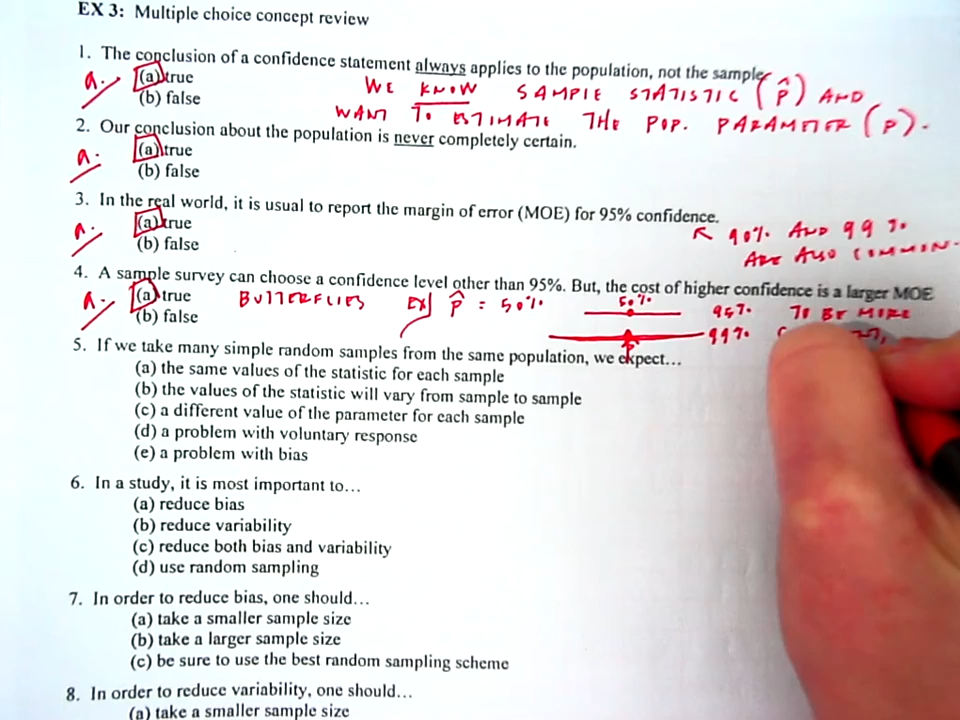 EX 3: Multiple choice concept review
1. The conclusion of a confidence statement always applies to the population, not the sample.
a. (a) true
WE KNOW SAMPLE STATISTIC (p̂) AND
(b) false
WANT TO ESTIMATE THE POP. PARAMETER (p).
2. Our conclusion about the population is never completely certain.
a. (a) true
(b) false
3. In the real world, it is usual to report the margin of error (MOE) for 95% confidence.
a. (a) true
90% AND 99%
(b) false
ARE ALSO COMMON.
4. A sample survey can choose a confidence level other than 95%. But, the cost of higher confidence is a larger MOE
a. (a) true BUTTERFLIES EX] p̂ = 50% 50% 95% TO BE MORE
(b) false 99%
5. If we take many simple random samples from the same population, we expect…
(a) the same values of the statistic for each sample
(b) the values of the statistic will vary from sample to sample
(c) a different value of the parameter for each sample
(d) a problem with voluntary response
(e) a problem with bias
6. In a study, it is most important to…
(a) reduce bias
(b) reduce variability
(c) reduce both bias and variability
(d) use random sampling
7. In order to reduce bias, one should…
(a) take a smaller sample size
(b) take a larger sample size
(c) be sure to use the best random sampling scheme
8. In order to reduce variability, one should…
(a) take a smaller sample size